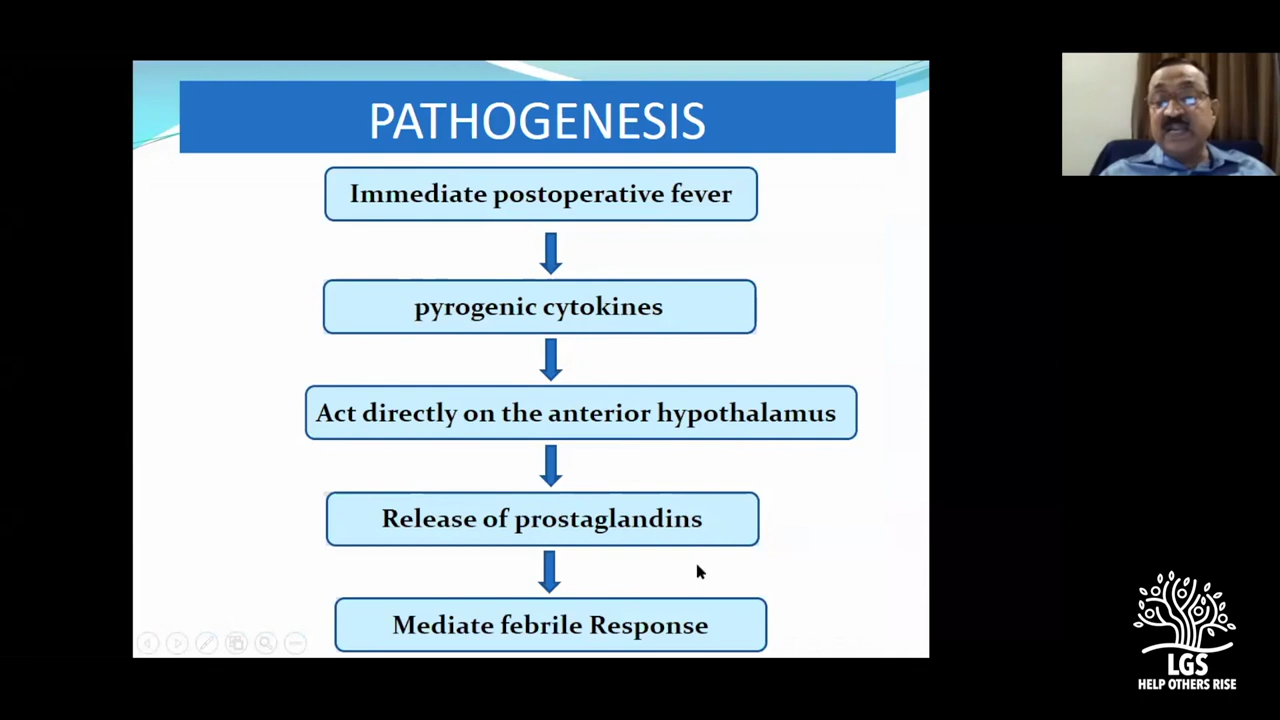 PATHOGENESIS
Immediate postoperative fever
pyrogenic cytokines
Act directly on the anterior hypothalamus
Release of prostaglandins
Mediate febrile Response
LGS
HELP OTHERS RISE